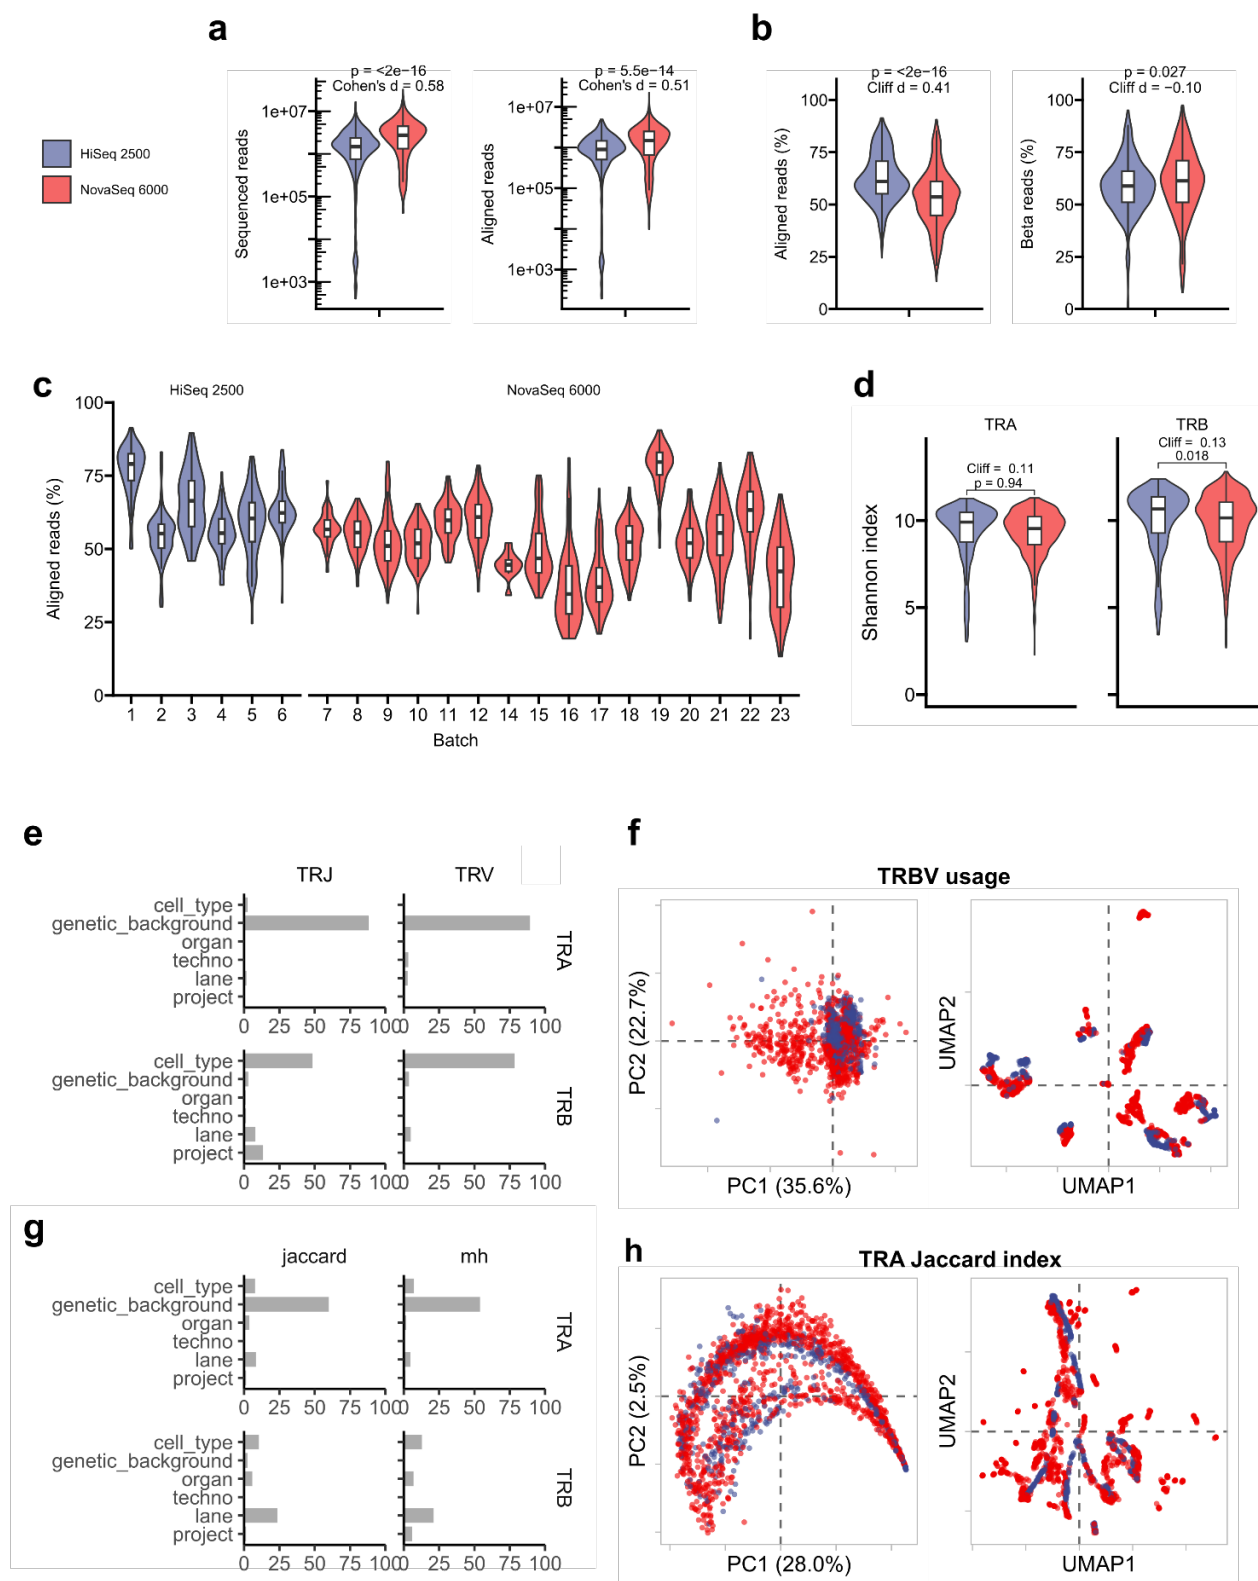 a
b
HiSeq 2500
NovaSeq 6000
p = <2e−16
Cohen's d = 0.58
Sequenced reads
1e+07
1e+05
1e+03
p = 5.5e−14
Cohen's d = 0.51
Aligned reads
1e+07
1e+05
1e+03
p = <2e−16
Cliff d = 0.41
Aligned reads (%)
100
75
50
25
0
p = 0.027
Cliff d = −0.10
Beta reads (%)
100
75
50
25
0
c
HiSeq 2500
NovaSeq 6000
Aligned reads (%)
100
75
50
25
0
1 2 3 4 5 6 7 8 9 10 11 12 14 15 16 17 18 19 20 21 22 23
Batch
d
TRA
TRB
Cliff = 0.11
p = 0.94
Cliff = 0.13
0.018
Shannon index
10
5
0
e
TRJ
TRV
cell_type
genetic_background
organ
techno
lane
project
TRA
0 25 50 75 100
0 25 50 75 100
cell_type
genetic_background
organ
techno
lane
project
TRB
0 25 50 75 100
0 25 50 75 100
f
TRBV usage
PC2 (22.7%)
PC1 (35.6%)
UMAP2
UMAP1
g
jaccard
mh
cell_type
genetic_background
organ
techno
lane
project
TRA
0 25 50 75 100
0 25 50 75 100
cell_type
genetic_background
organ
techno
lane
project
TRB
0 25 50 75 100
0 25 50 75 100
h
TRA Jaccard index
PC2 (2.5%)
PC1 (28.0%)
UMAP2
UMAP1